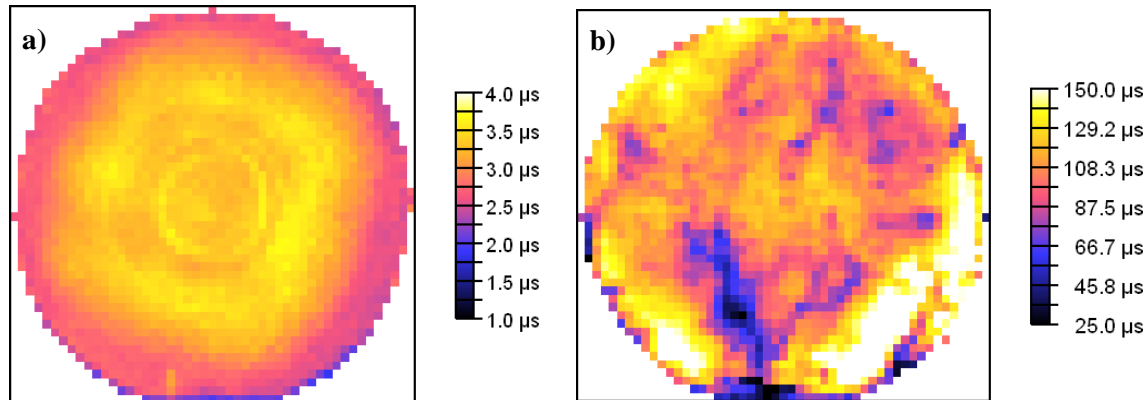 a)
4.0 µs
3.5 µs
3.0 µs
2.5 µs
2.0 µs
1.5 µs
1.0 µs
b)
150.0 µs
129.2 µs
108.3 µs
87.5 µs
66.7 µs
45.8 µs
25.0 µs